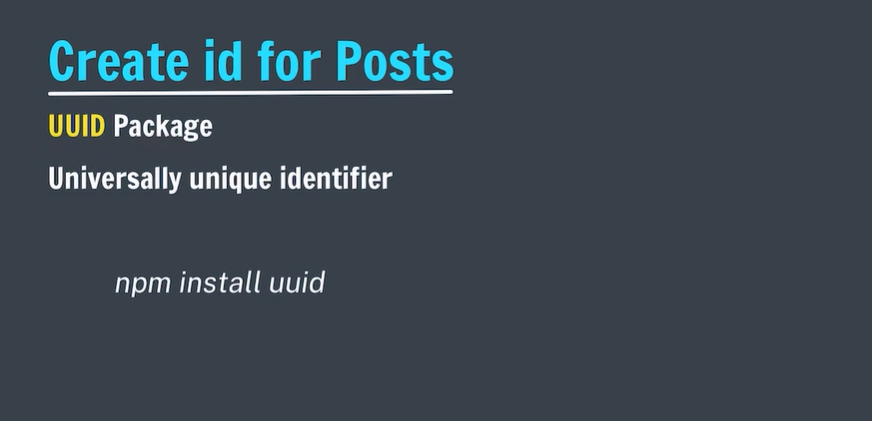 Create id for Posts
UUID Package
Universally unique identifier
npm install uuid